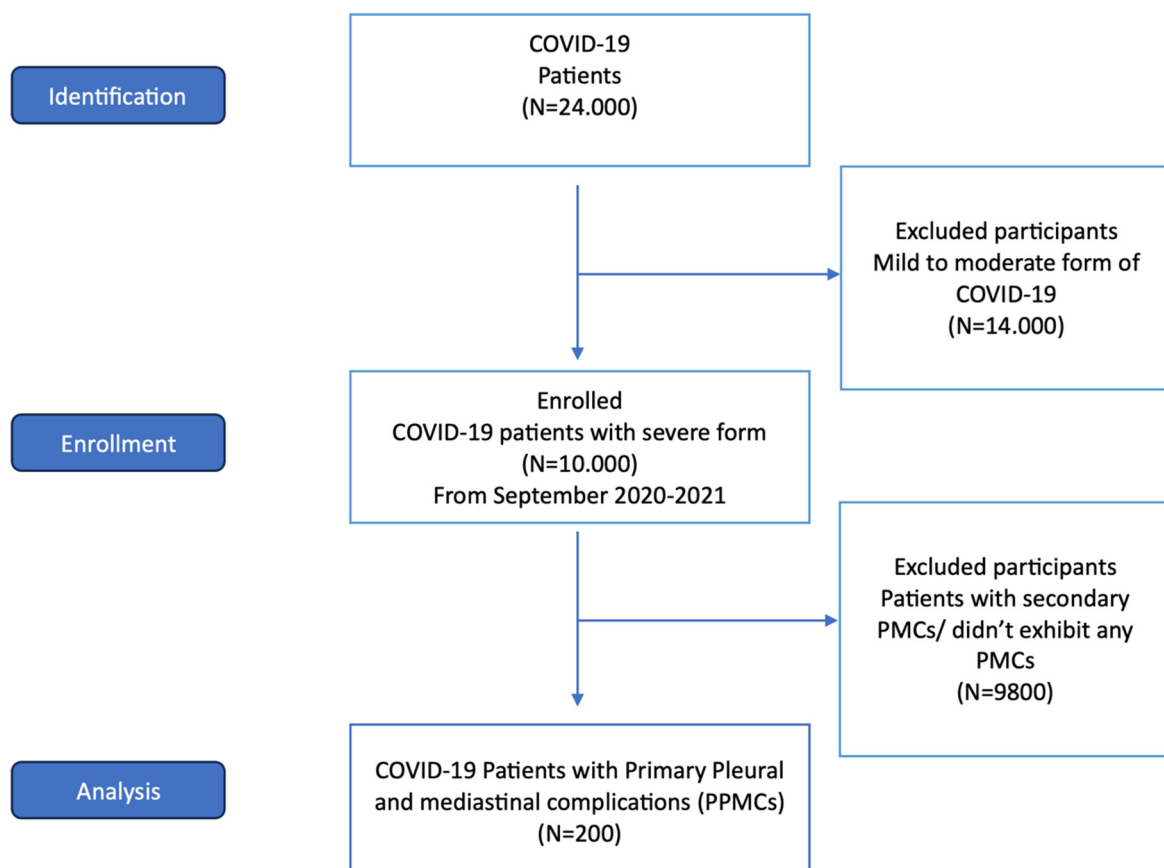 Identification
COVID-19
Patients
(N=24.000)
Excluded participants
Mild to moderate form of
COVID-19
(N=14.000)
Enrollment
Enrolled
COVID-19 patients with severe form
(N=10.000)
From September 2020-2021
Excluded participants
Patients with secondary
PMCs/ didn’t exhibit any
PMCs
(N=9800)
Analysis
COVID-19 Patients with Primary Pleural
and mediastinal complications (PPMCs)
(N=200)